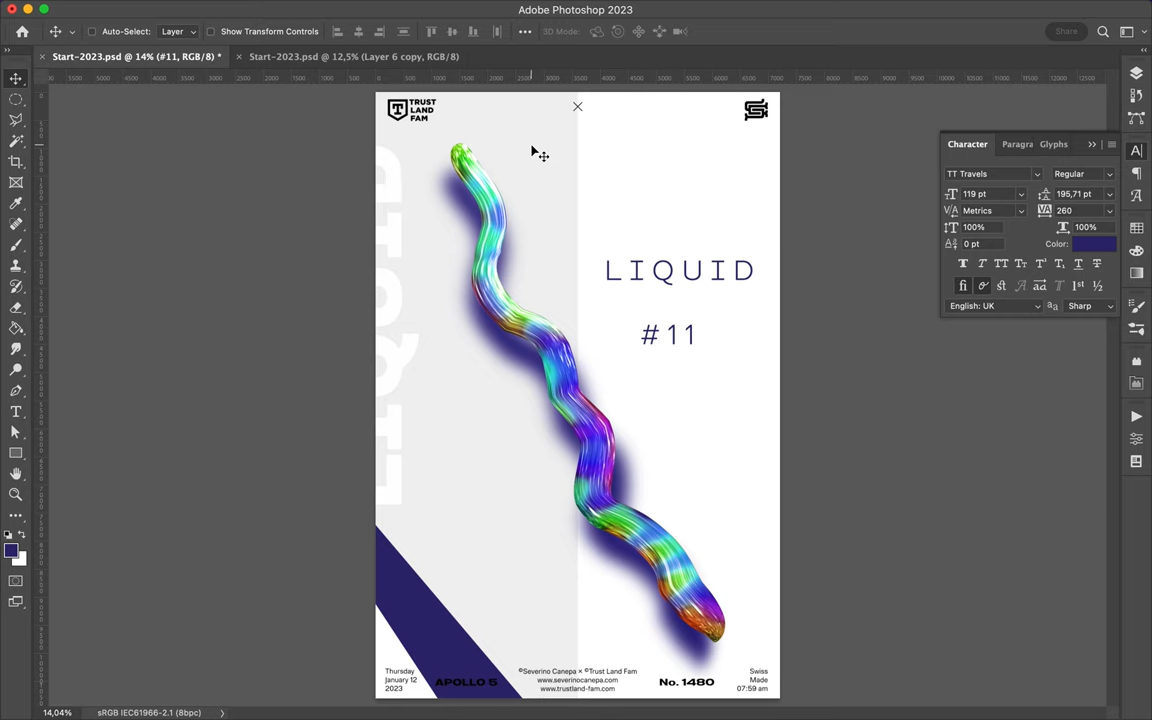 Adobe Photoshop 2023
Auto-Select:
Layer
Show Transform Controls
3D Mode:
Share
Start-2023.psd @ 14% (#11, RGB/8) *
Start-2023.psd @ 12,5% (Layer 6 copy, RGB/8)
TRUST
LAND
FAM
LIQUID
LIQUID
#11
Thursday
January 12
2023
APOLLO 5
©Severino Canepa × ©Trust Land Fam
www.severinocanepa.com
www.trustland-fam.com
No. 1480
Swiss
Made
07:59 am
Character
Paragra
Glyphs
TT Travels
Regular
119 pt
195,71 pt
Metrics
260
100%
100%
0 pt
Color:
English: UK
Sharp
14,04%
sRGB IEC61966-2.1 (8bpc)